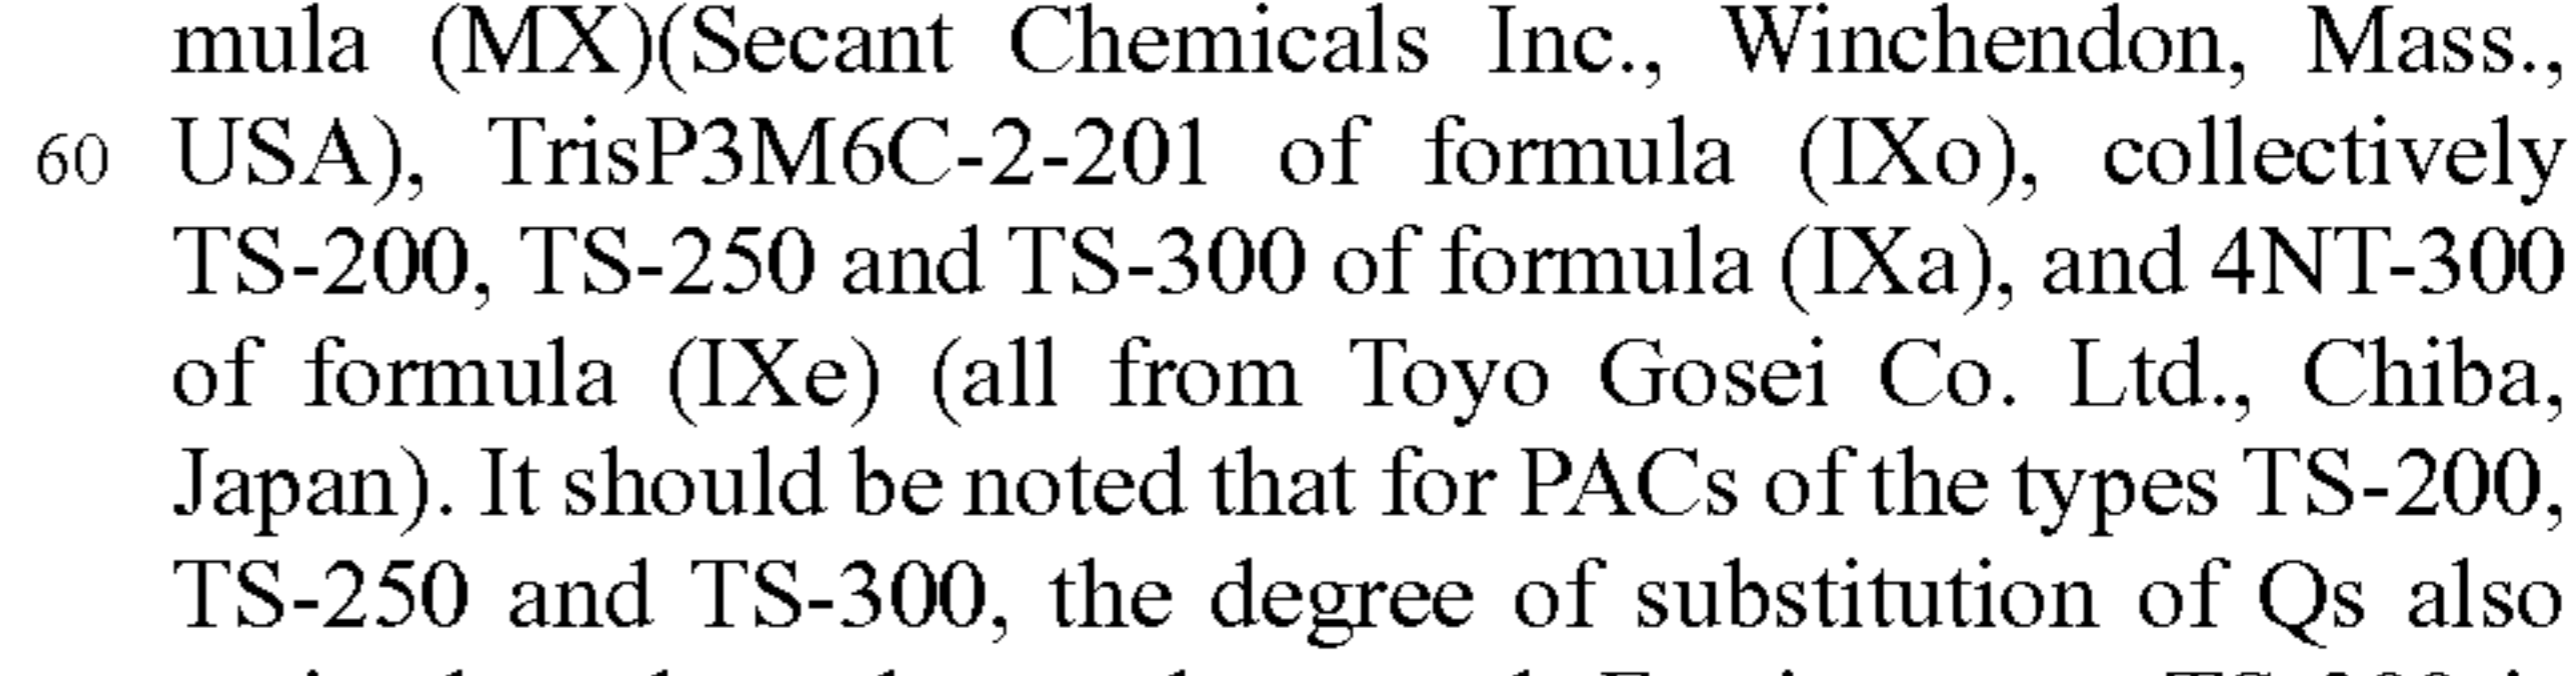 mula (MX)(Secant Chemicals Inc., Winchendon, Mass.,
60 USA), TrisP3M6C-2-201 of formula (IXo), collectively
TS-200, TS-250 and TS-300 of formula (IXa), and 4NT-300
of formula (IXe) (all from Toyo Gosei Co. Ltd., Chiba,
Japan). It should be noted that for PACs of the types TS-200,
TS-250 and TS-300, the degree of substitution of Qs also